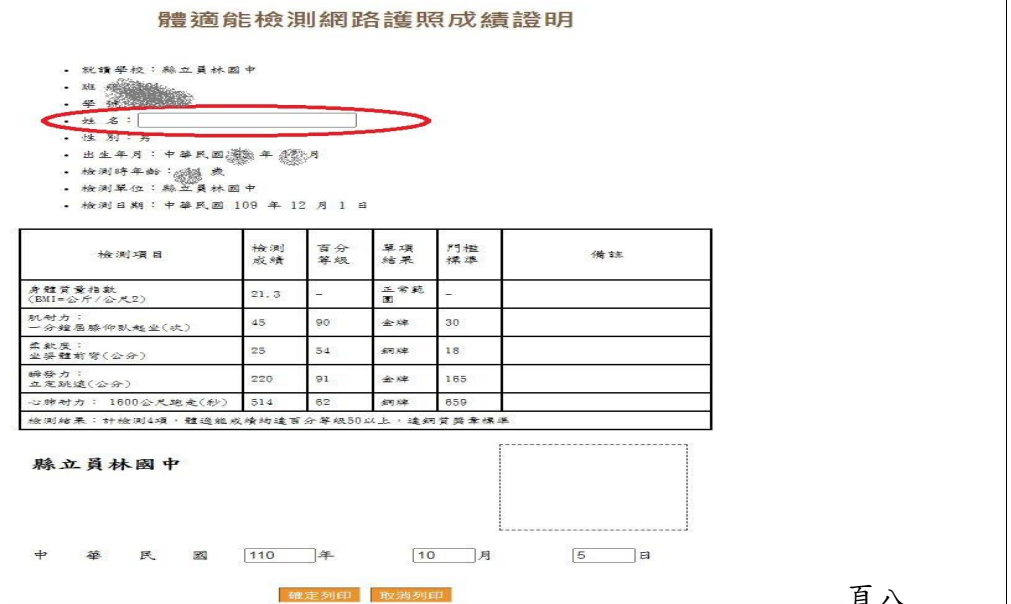 體適能檢測網路護照成績證明
• 就讀學校：縣立員林國中
• 班
• 學 號
• 姓 名：
• 性 別：男
• 出生年月：中華民國 年 月
• 檢測時年齡： 歲
• 檢測單位：縣立員林國中
• 檢測日期：中華民國 109 年 12 月 1 日
檢測項目 檢測成績 百分等級 單項結果 門檻標準 備註
身體質量指數
(BMI=公斤/公尺2) 21.3 - 正常範圍 -
肌耐力：
一分鐘屈膝仰臥起坐(次) 45 90 金牌 30
柔軟度：
坐姿體前彎(公分) 25 54 銅牌 18
瞬發力：
立定跳遠(公分) 220 91 金牌 165
心肺耐力： 1600公尺跑走(秒) 514 62 銅牌 659
檢測結果：計檢測4項，體適能成績均達百分等級50以上，達銅質獎章標準
縣立員林國中
中 華 民 國 110 年 10 月 5 日
確定列印 取消列印
頁八